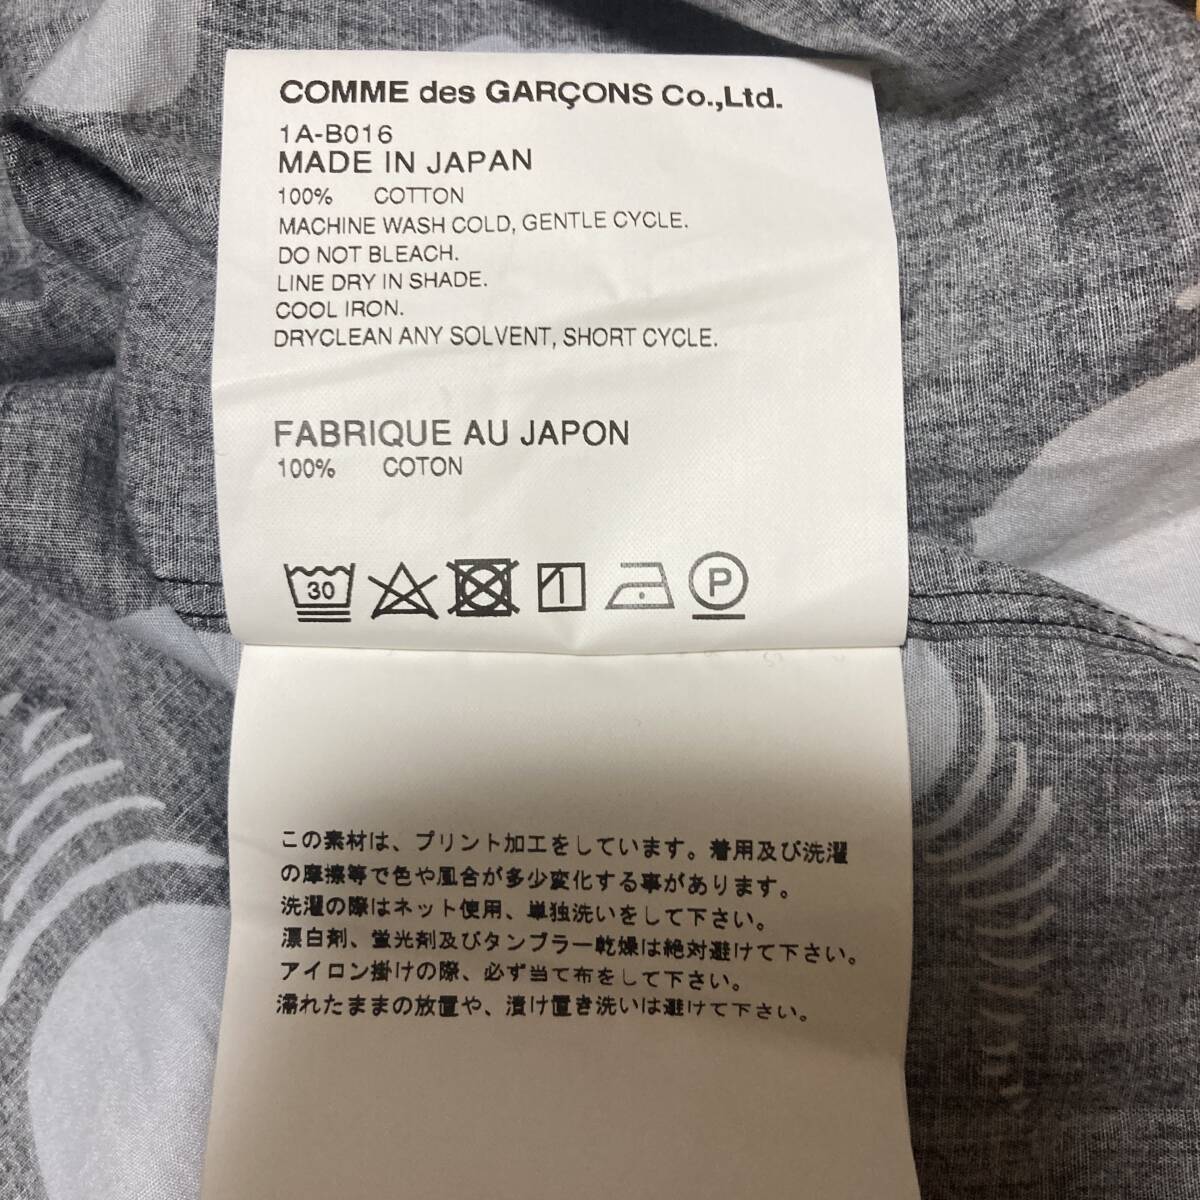 COMME des GARÇONS Co.,Ltd.
1A-B016
MADE IN JAPAN
100% COTTON
MACHINE WASH COLD, GENTLE CYCLE.
DO NOT BLEACH.
LINE DRY IN SHADE.
COOL IRON.
DRYCLEAN ANY SOLVENT, SHORT CYCLE.
FABRIQUE AU JAPON
100% COTON
30
P
この素材は、プリント加工をしています。着用及び洗濯
の摩擦等で色や風合が多少変化する事があります。
洗濯の際はネット使用、単独洗いをして下さい。
漂白剤、蛍光剤及びタンブラー乾燥は絶対避けて下さい。
アイロン掛けの際、必ず当て布をして下さい。
濡れたままの放置や、漬け置き洗いは避けて下さい。